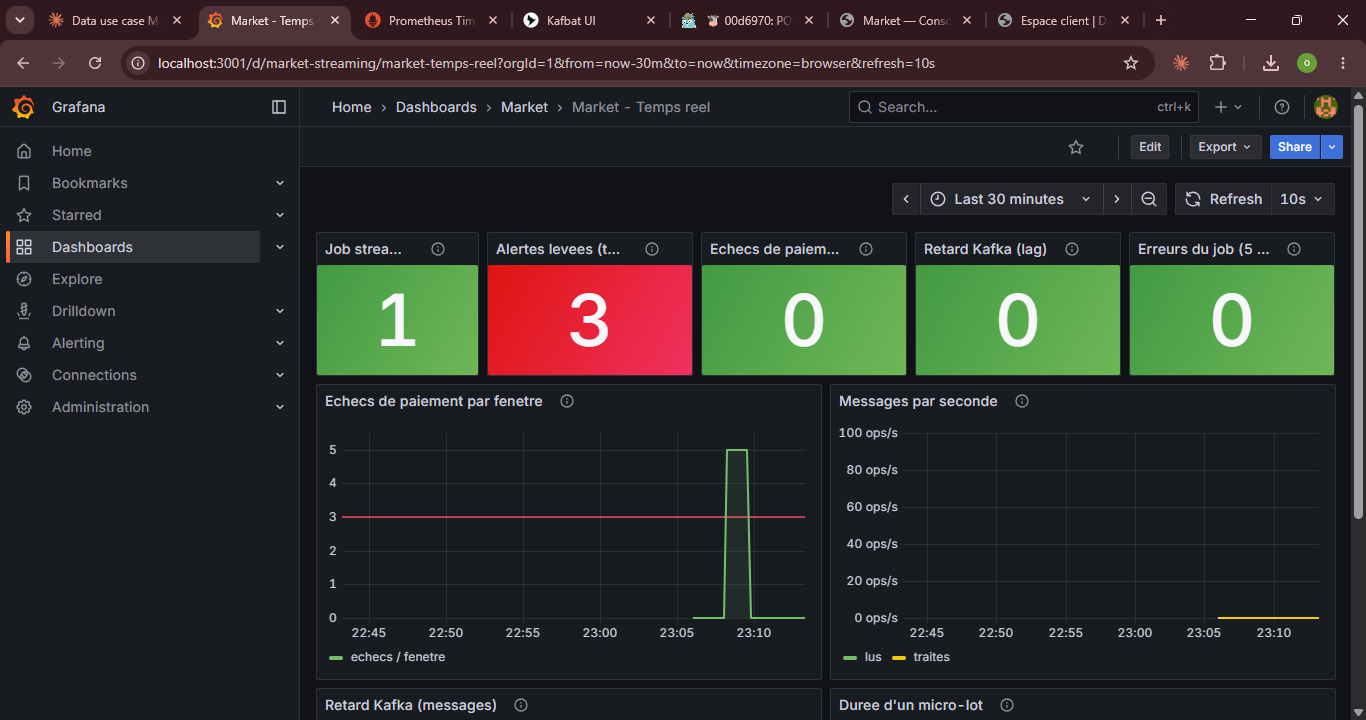 Data use case M
Market - Temps
Prometheus Tim
Kafbat UI
00d6970: PO
Market — Conso
Espace client | D
localhost:3001/d/market-streaming/market-temps-reel?orgId=1&from=now-30m&to=now&timezone=browser&refresh=10s
Grafana
Home › Dashboards › Market › Market - Temps reel
Search... ctrl+k
Home
Bookmarks
Starred
Dashboards
Explore
Drilldown
Alerting
Connections
Administration
Edit Export Share
Last 30 minutes Refresh 10s
Job strea... Alertes levees (t... Echecs de paiem... Retard Kafka (lag) Erreurs du job (5 ...
1 3 0 0 0
Echecs de paiement par fenetre
5
4
3
2
1
0
22:45 22:50 22:55 23:00 23:05 23:10
echecs / fenetre
Messages par seconde
100 ops/s
80 ops/s
60 ops/s
40 ops/s
20 ops/s
0 ops/s
22:45 22:50 22:55 23:00 23:05 23:10
lus traites
Retard Kafka (messages)
Duree d'un micro-lot